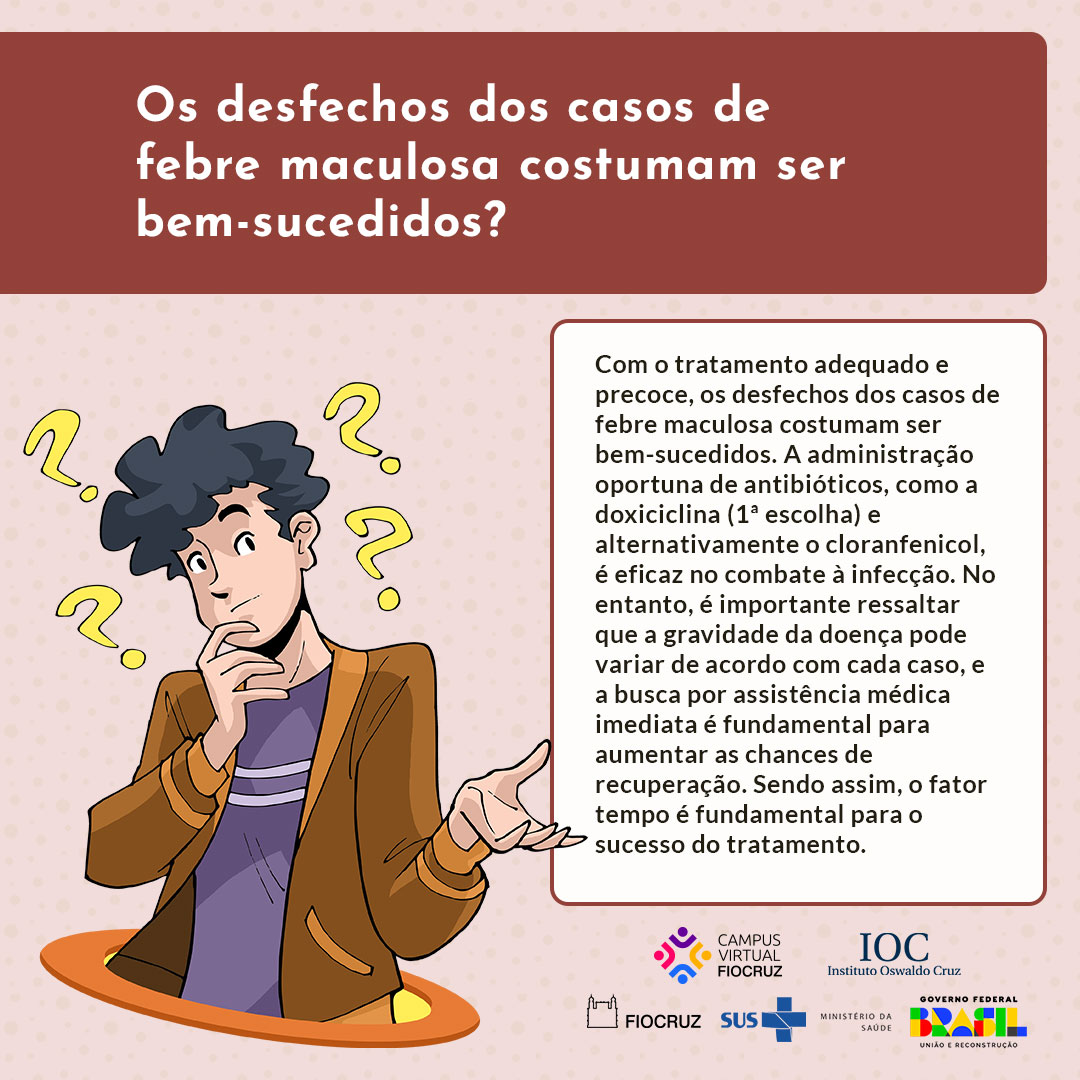 Os desfechos dos casos de
febre maculosa costumam ser
bem-sucedidos?
Com o tratamento adequado e
precoce, os desfechos dos casos de
febre maculosa costumam ser
bem-sucedidos. A administração
oportuna de antibióticos, como a
doxiciclina (1ª escolha) e
alternativamente o cloranfenicol,
é eficaz no combate à infecção. No
entanto, é importante ressaltar
que a gravidade da doença pode
variar de acordo com cada caso, e
a busca por assistência médica
imediata é fundamental para
aumentar as chances de
recuperação. Sendo assim, o fator
tempo é fundamental para o
sucesso do tratamento.
? ? ? ? ?
CAMPUS
VIRTUAL
FIOCRUZ
IOC
Instituto Oswaldo Cruz
FIOCRUZ
SUS
MINISTÉRIO DA
SAÚDE
GOVERNO FEDERAL
BRASIL
UNIÃO E RECONSTRUÇÃO